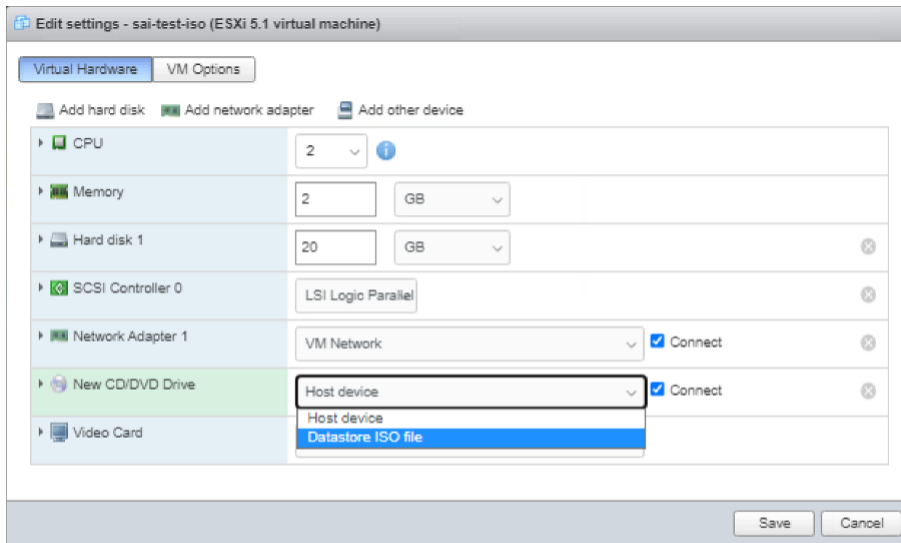 Edit settings - sai-test-iso (ESXi 5.1 virtual machine)
Virtual Hardware VM Options
Add hard disk Add network adapter Add other device
CPU 2
Memory 2 GB
Hard disk 1 20 GB
SCSI Controller 0 LSI Logic Parallel
Network Adapter 1 VM Network Connect
New CD/DVD Drive Host device Connect
Host device
Datastore ISO file
Video Card
Save Cancel